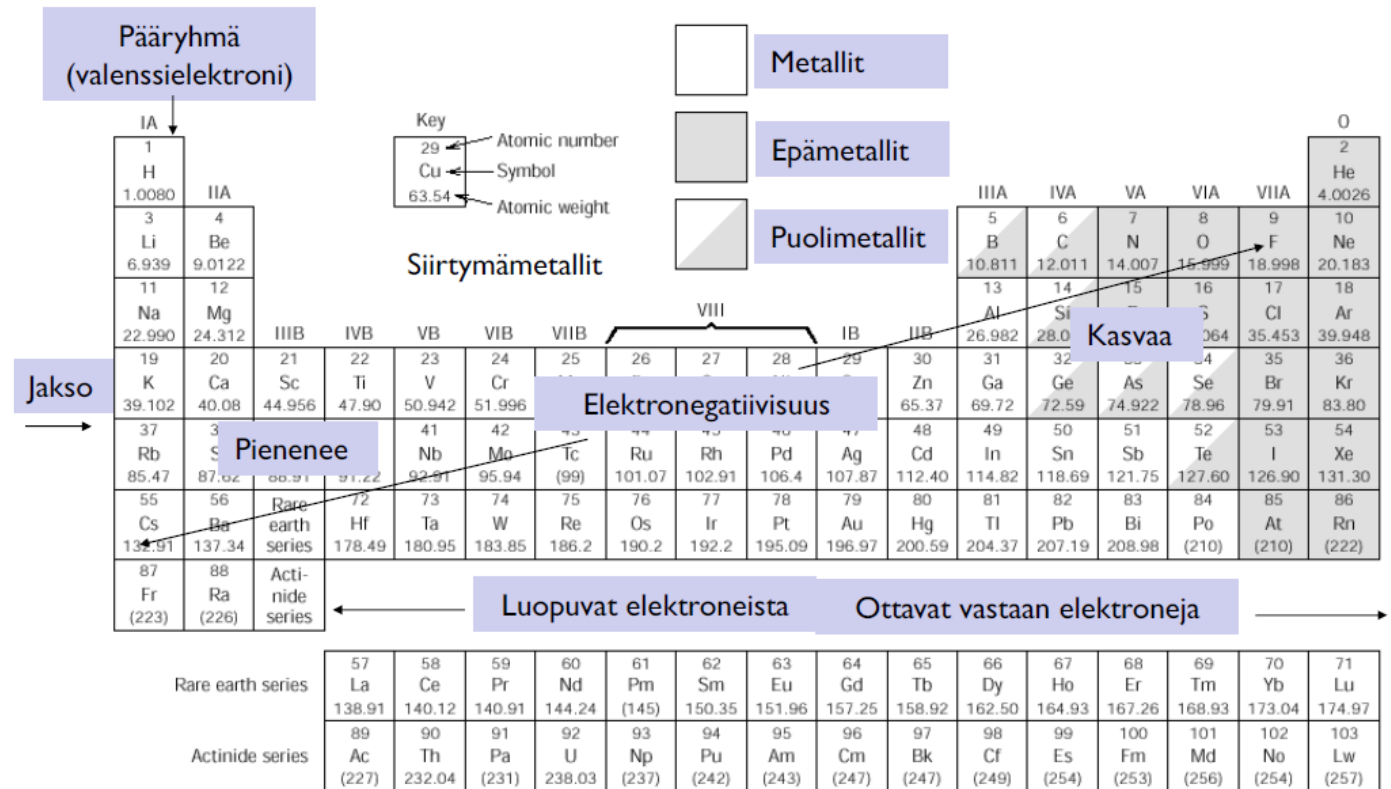 Pääryhmä
(valenssielektroni)
Metallit
Epämetallit
Puolimetallit
Key
29 Atomic number
Cu Symbol
63.54 Atomic weight
Siirtymämetallit
IA O
1 2
H He
1.0080 IIA IIIA IVA VA VIA VIIA 4.0026
3 4 5 6 7 8 9 10
Li Be B C N O F Ne
6.939 9.0122 10.811 12.011 14.007 15.999 18.998 20.183
11 12 13 14 15 16 17 18
Na Mg VIII Al Si S Cl Ar
22.990 24.312 IIIB IVB VB VIB VIIB IB IIB 26.982 35.453 39.948
Kasvaa
19 20 21 22 23 24 25 26 27 28 29 30 31 32 34 35 36
K Ca Sc Ti V Cr Zn Ga Ge As Se Br Kr
39.102 40.08 44.956 47.90 50.942 51.996 65.37 69.72 72.59 74.922 78.96 79.91 83.80
Jakso
Elektronegatiivisuus
Pienenee
37 41 42 44 45 46 47 48 49 50 51 52 53 54
Rb Nb Mo Tc Ru Rh Pd Ag Cd In Sn Sb Te I Xe
85.47 87.62 88.91 91.22 92.91 95.94 (99) 101.07 102.91 106.4 107.87 112.40 114.82 118.69 121.75 127.60 126.90 131.30
55 56 Rare 72 73 74 75 76 77 78 79 80 81 82 83 84 85 86
Cs Ba earth Hf Ta W Re Os Ir Pt Au Hg Tl Pb Bi Po At Rn
132.91 137.34 series 178.49 180.95 183.85 186.2 190.2 192.2 195.09 196.97 200.59 204.37 207.19 208.98 (210) (210) (222)
87 88 Acti-
Fr Ra nide
(223) (226) series
Luopuvat elektroneista Ottavat vastaan elektroneja
57 58 59 60 61 62 63 64 65 66 67 68 69 70 71
Rare earth series La Ce Pr Nd Pm Sm Eu Gd Tb Dy Ho Er Tm Yb Lu
138.91 140.12 140.91 144.24 (145) 150.35 151.96 157.25 158.92 162.50 164.93 167.26 168.93 173.04 174.97
89 90 91 92 93 94 95 96 97 98 99 100 101 102 103
Actinide series Ac Th Pa U Np Pu Am Cm Bk Cf Es Fm Md No Lw
(227) 232.04 (231) 238.03 (237) (242) (243) (247) (247) (249) (254) (253) (256) (254) (257)